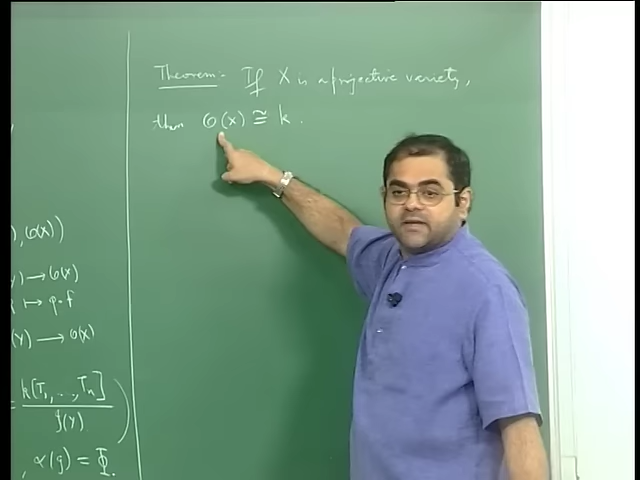 Theorem:- If X is a projective variety,
then O(X) ≅ k.
), O(X))
Y) → O(X)
↦ φ∘f
(Y) → O(X)
= k[T₁, ..., Tₙ]
I(Y)
, α(g) = Φ.